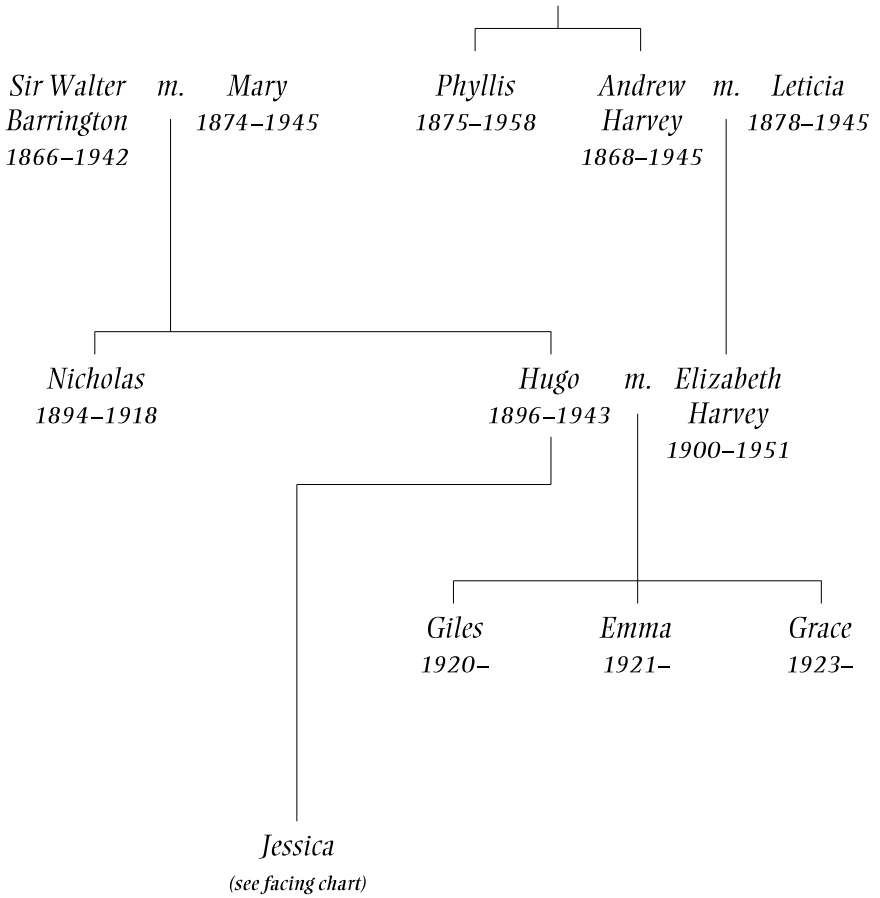 Sir Walter m. Mary
Barrington 1874–1945
1866–1942
Phyllis
1875–1958
Andrew m. Leticia
Harvey 1878–1945
1868–1945
Nicholas
1894–1918
Hugo m. Elizabeth
1896–1943 Harvey
1900–1951
Giles
1920–
Emma
1921–
Grace
1923–
Jessica
(see facing chart)